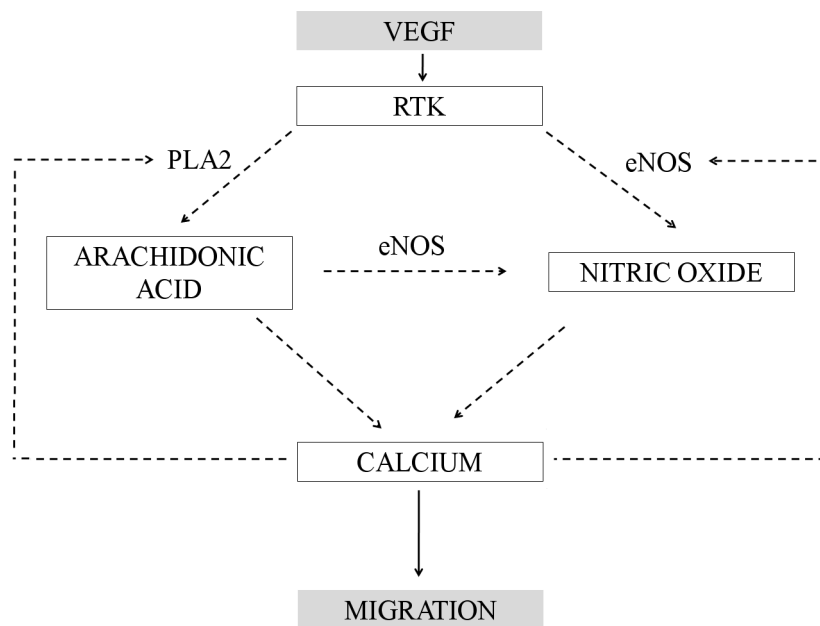 VEGF
RTK
PLA2
eNOS
ARACHIDONIC
ACID
eNOS
NITRIC OXIDE
CALCIUM
MIGRATION